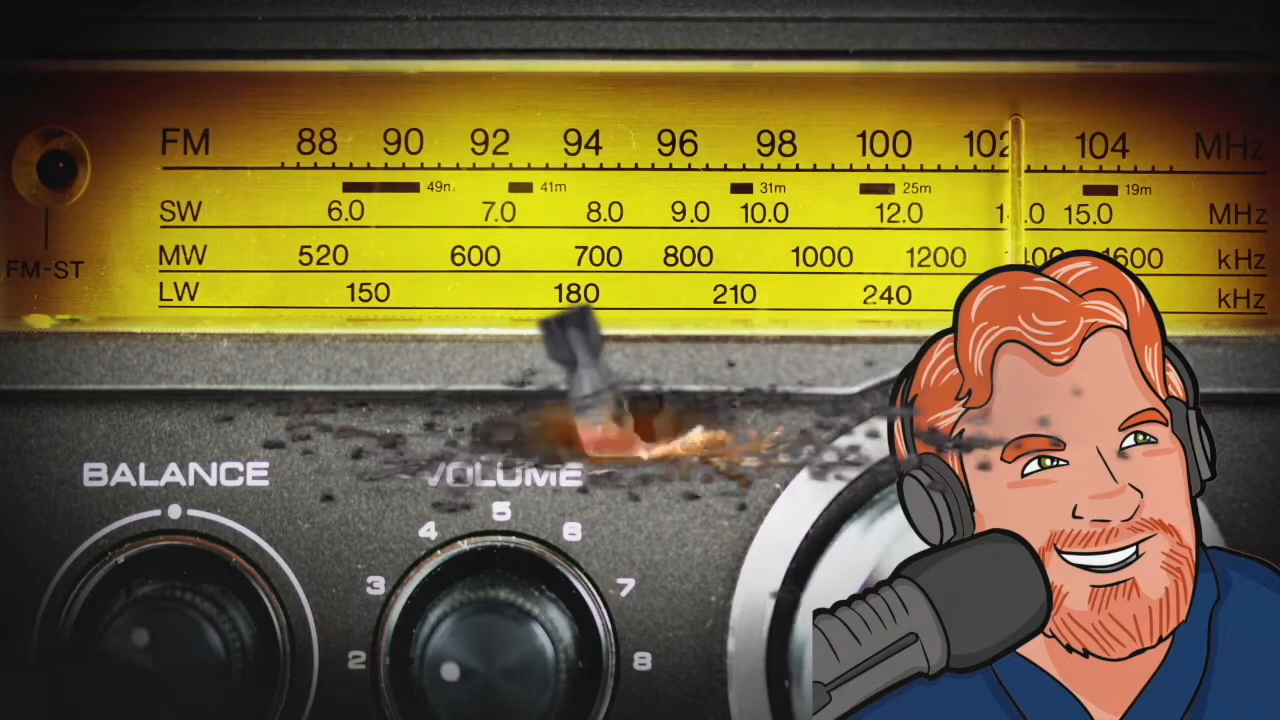 FM 88 90 92 94 96 98 100 102 104 MHz
49m 41m 31m 25m 19m
SW 6.0 7.0 8.0 9.0 10.0 12.0 15.0 MHz
MW 520 600 700 800 1000 1200 1600 kHz
FM-ST
LW 150 180 210 240 kHz
BALANCE VOLUME
2 3 4 5 6 7 8